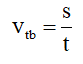 v_tb = s/t